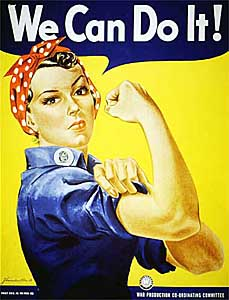 We Can Do It!
WAR PRODUCTION CO-ORDINATING COMMITTEE